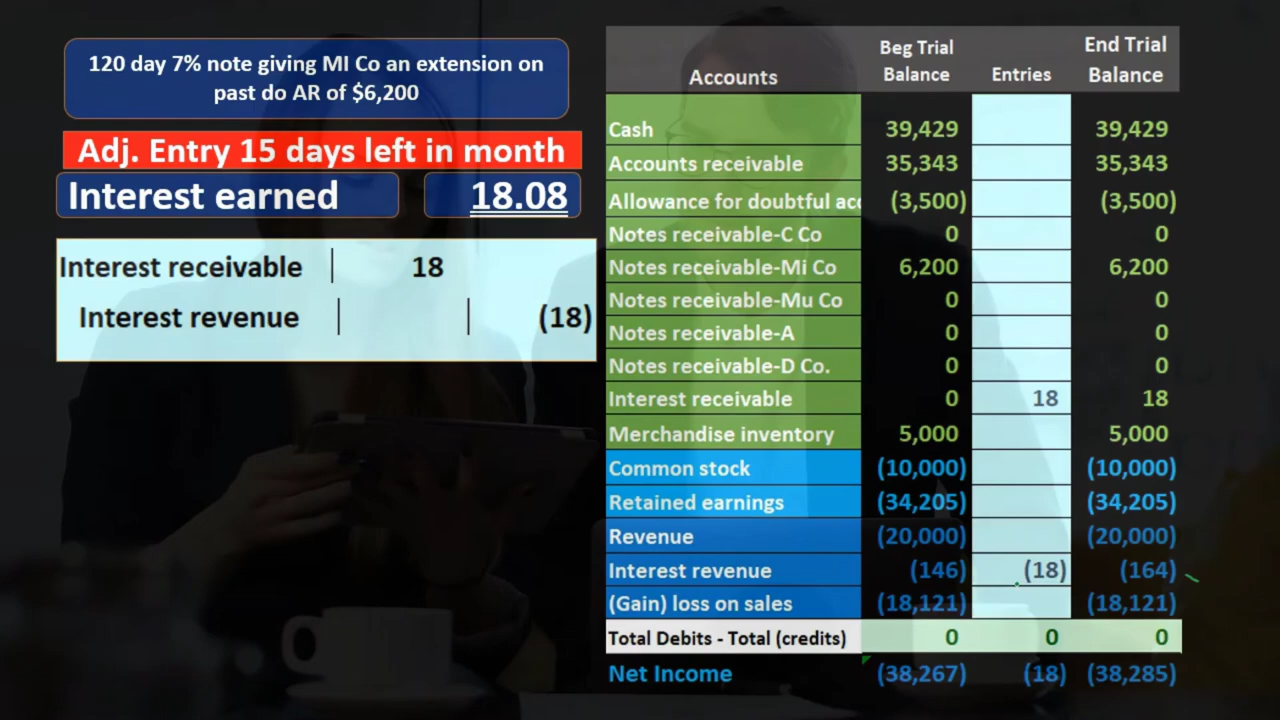 120 day 7% note giving MI Co an extension on
past do AR of $6,200
Adj. Entry 15 days left in month
Interest earned 18.08
Interest receivable 18
Interest revenue (18)
Accounts Beg Trial Balance Entries End Trial Balance
Cash 39,429 39,429
Accounts receivable 35,343 35,343
Allowance for doubtful acc (3,500) (3,500)
Notes receivable-C Co 0 0
Notes receivable-Mi Co 6,200 6,200
Notes receivable-Mu Co 0 0
Notes receivable-A 0 0
Notes receivable-D Co. 0 0
Interest receivable 0 18 18
Merchandise inventory 5,000 5,000
Common stock (10,000) (10,000)
Retained earnings (34,205) (34,205)
Revenue (20,000) (20,000)
Interest revenue (146) (18) (164)
(Gain) loss on sales (18,121) (18,121)
Total Debits - Total (credits) 0 0 0
Net Income (38,267) (18) (38,285)